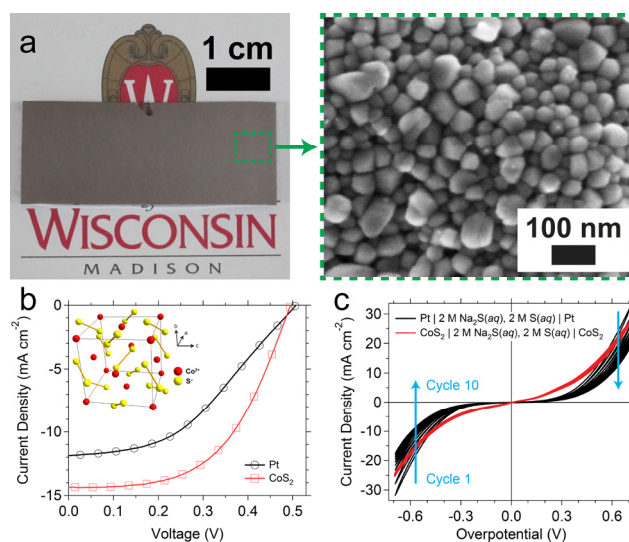 a
1 cm
W
WISCONSIN
MADISON
100 nm
b
Current Density (mA cm⁻²)
0
-5
-10
-15
0.0
0.1
0.2
0.3
0.4
0.5
Voltage (V)
b
a
c
Co²⁺
S⁻
Pt
CoS₂
c
Current Density (mA cm⁻²)
30
20
10
0
-10
-20
-30
-0.6
-0.3
0.0
0.3
0.6
Overpotential (V)
Pt | 2 M Na₂S(aq), 2 M S(aq) | Pt
CoS₂ | 2 M Na₂S(aq), 2 M S(aq) | CoS₂
Cycle 10
Cycle 1